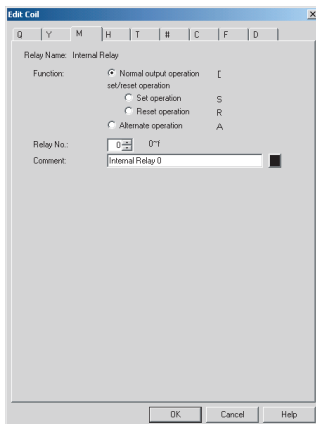 Edit Coil
Q Y M H T # C F D
Relay Name: Internal Relay
Function: Normal output operation [
set/reset operation
Set operation S
Reset operation R
Alternate operation A
Relay No.: 0 0~f
Comment: Internal Relay 0
OK Cancel Help